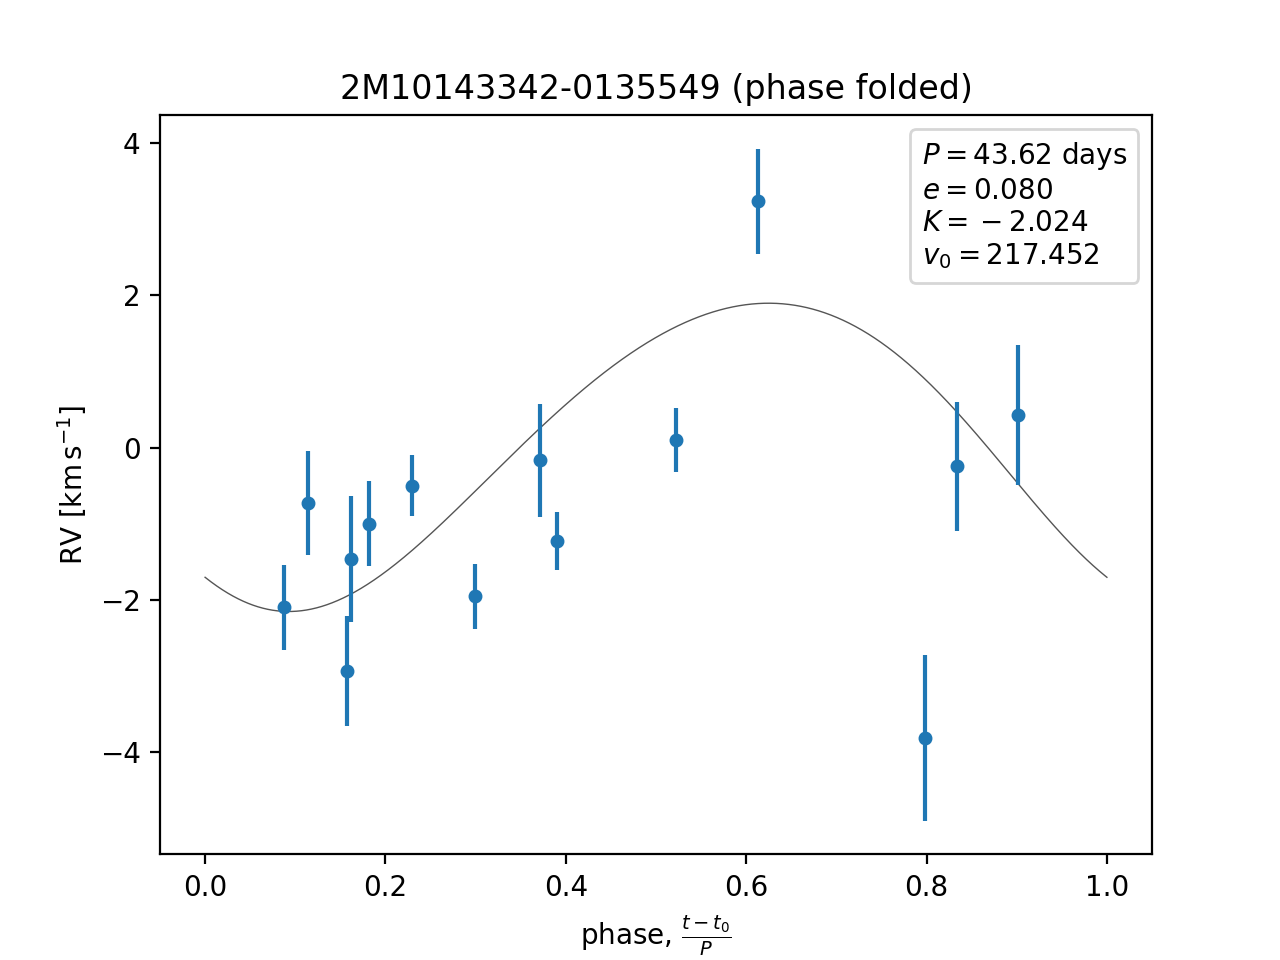 2M10143342-0135549 (phase folded)
P = 43.62 days
e = 0.080
K = −2.024
v₀ = 217.452
RV [km s⁻¹]
4
2
0
−2
−4
0.0 0.2 0.4 0.6 0.8 1.0
phase, (t − t₀)/P